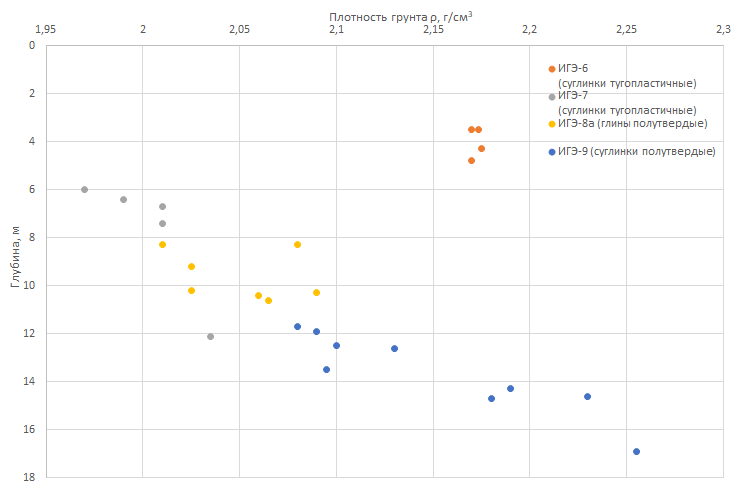 Плотность грунта ρ, г/см³
1,95 2 2,05 2,1 2,15 2,2 2,25 2,3
0
2
4
6
8
10
12
14
16
18
Глубина, м
ИГЭ-6
(суглинки тугопластичные)
ИГЭ-7
(суглинки тугопластичные)
ИГЭ-8а (глины полутвердые)
ИГЭ-9 (суглинки полутвердые)